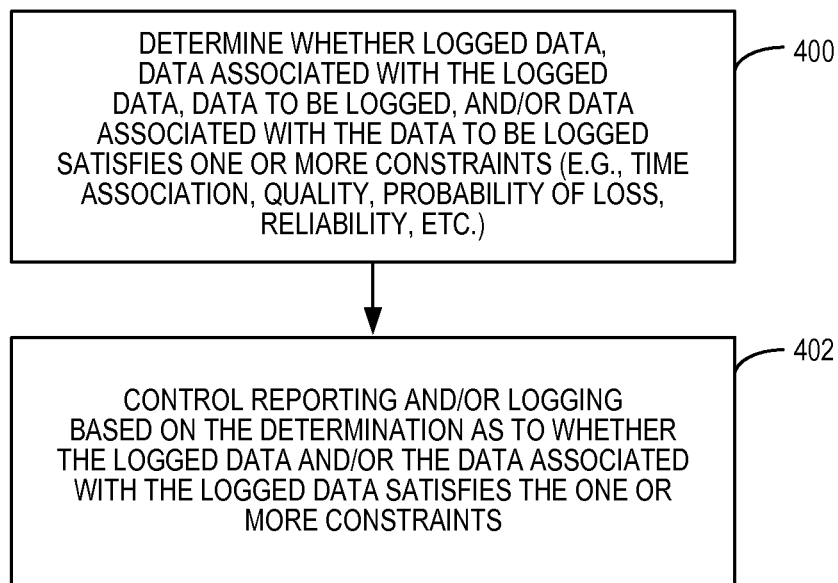 DETERMINE WHETHER LOGGED DATA,
DATA ASSOCIATED WITH THE LOGGED
DATA, DATA TO BE LOGGED, AND/OR DATA
ASSOCIATED WITH THE DATA TO BE LOGGED
SATISFIES ONE OR MORE CONSTRAINTS (E.G., TIME
ASSOCIATION, QUALITY, PROBABILITY OF LOSS,
RELIABILITY, ETC.)
400
CONTROL REPORTING AND/OR LOGGING
BASED ON THE DETERMINATION AS TO WHETHER
THE LOGGED DATA AND/OR THE DATA ASSOCIATED
WITH THE LOGGED DATA SATISFIES THE ONE OR
MORE CONSTRAINTS
402